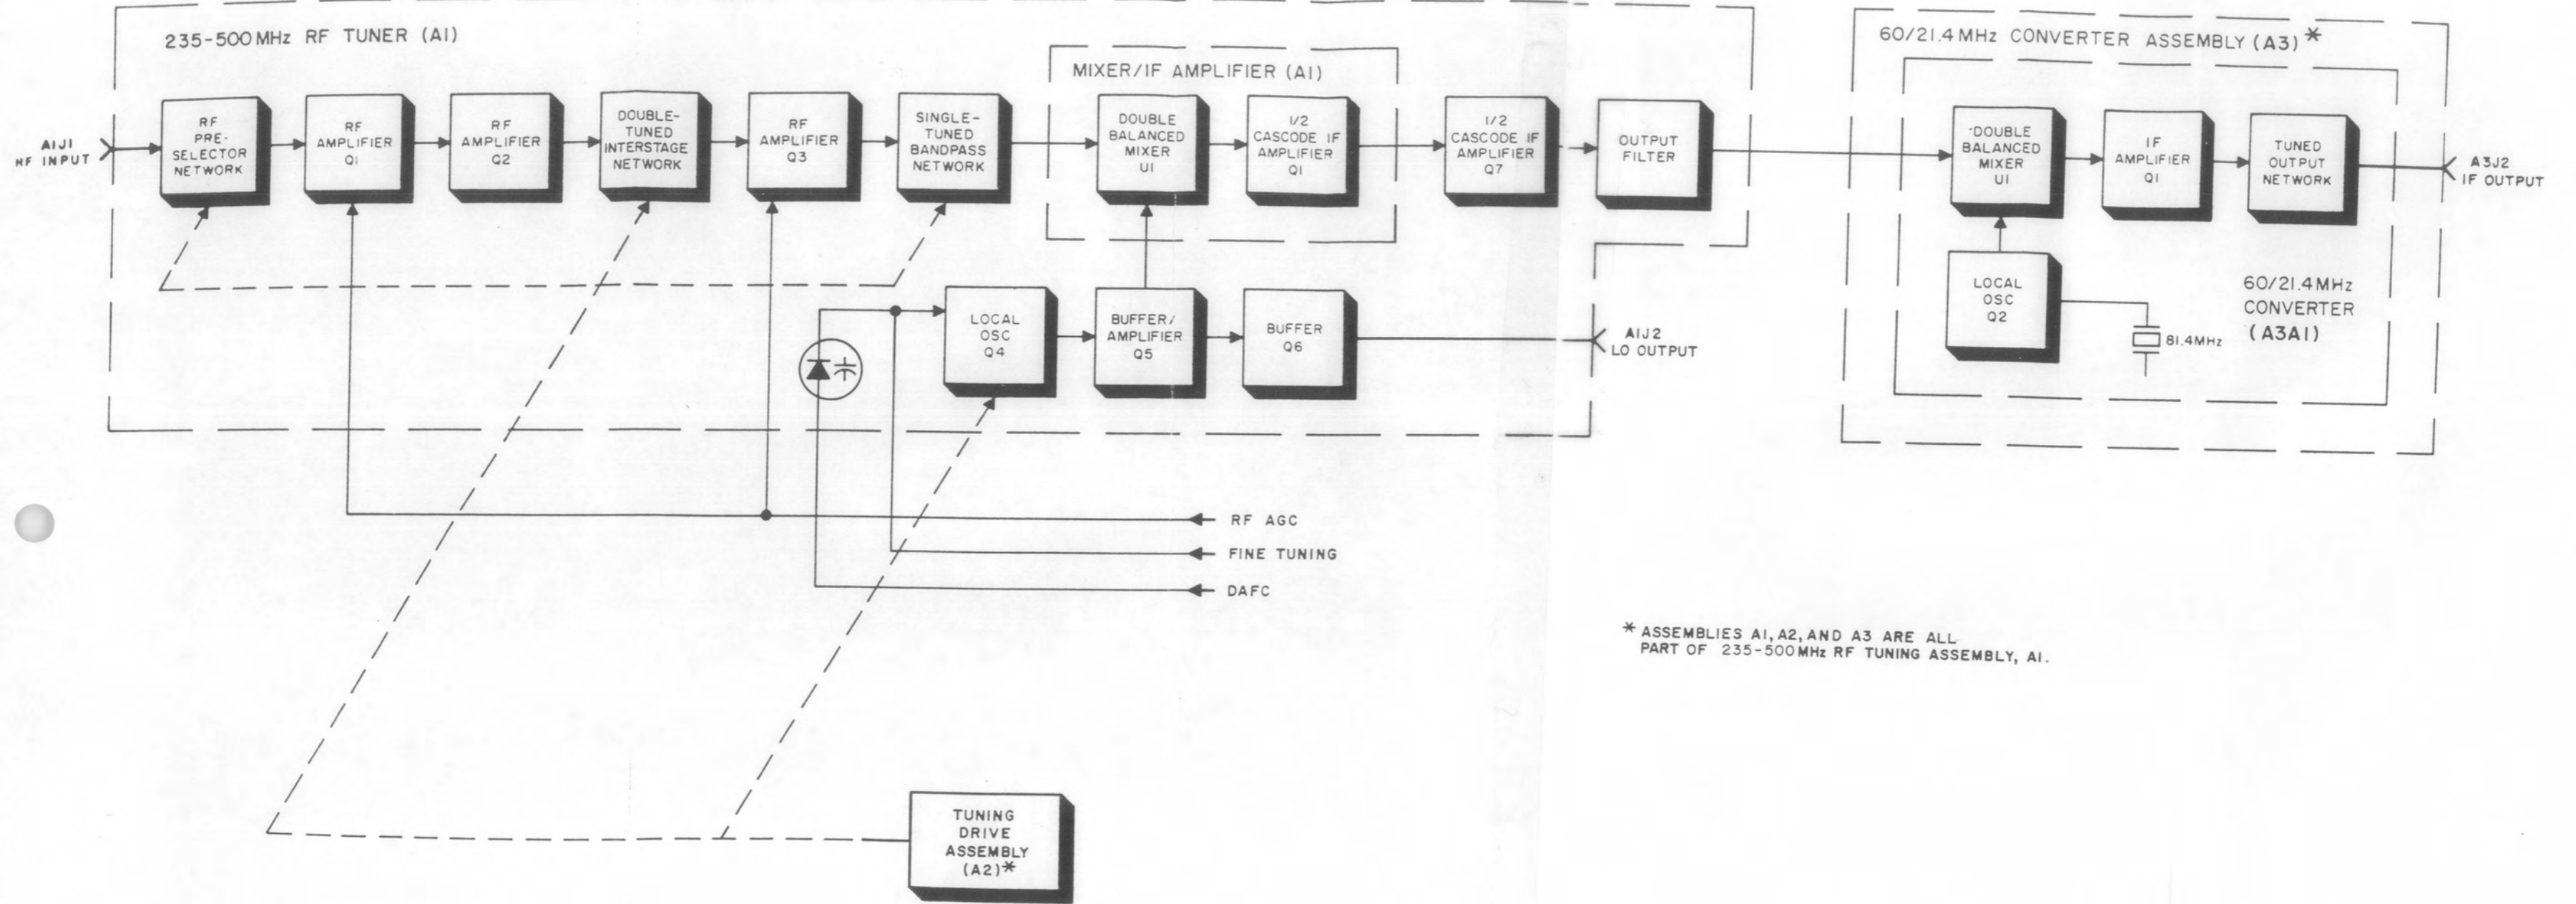 235-500MHz RF TUNER (A1)
A1J1
RF INPUT
RF
PRE-
SELECTOR
NETWORK
RF
AMPLIFIER
Q1
RF
AMPLIFIER
Q2
DOUBLE-
TUNED
INTERSTAGE
NETWORK
RF
AMPLIFIER
Q3
SINGLE-
TUNED
BANDPASS
NETWORK
MIXER/IF AMPLIFIER (A1)
DOUBLE
BALANCED
MIXER
U1
1/2
CASCODE IF
AMPLIFIER
Q1
1/2
CASCODE IF
AMPLIFIER
Q7
OUTPUT
FILTER
LOCAL
OSC
Q4
BUFFER/
AMPLIFIER
Q5
BUFFER
Q6
A1J2
LO OUTPUT
60/21.4MHz CONVERTER ASSEMBLY (A3)*
DOUBLE
BALANCED
MIXER
U1
IF
AMPLIFIER
Q1
TUNED
OUTPUT
NETWORK
A3J2
IF OUTPUT
LOCAL
OSC
Q2
81.4MHz
60/21.4MHz
CONVERTER
(A3A1)
RF AGC
FINE TUNING
DAFC
* ASSEMBLIES A1, A2, AND A3 ARE ALL
PART OF 235-500MHz RF TUNING ASSEMBLY, A1.
TUNING
DRIVE
ASSEMBLY
(A2)*